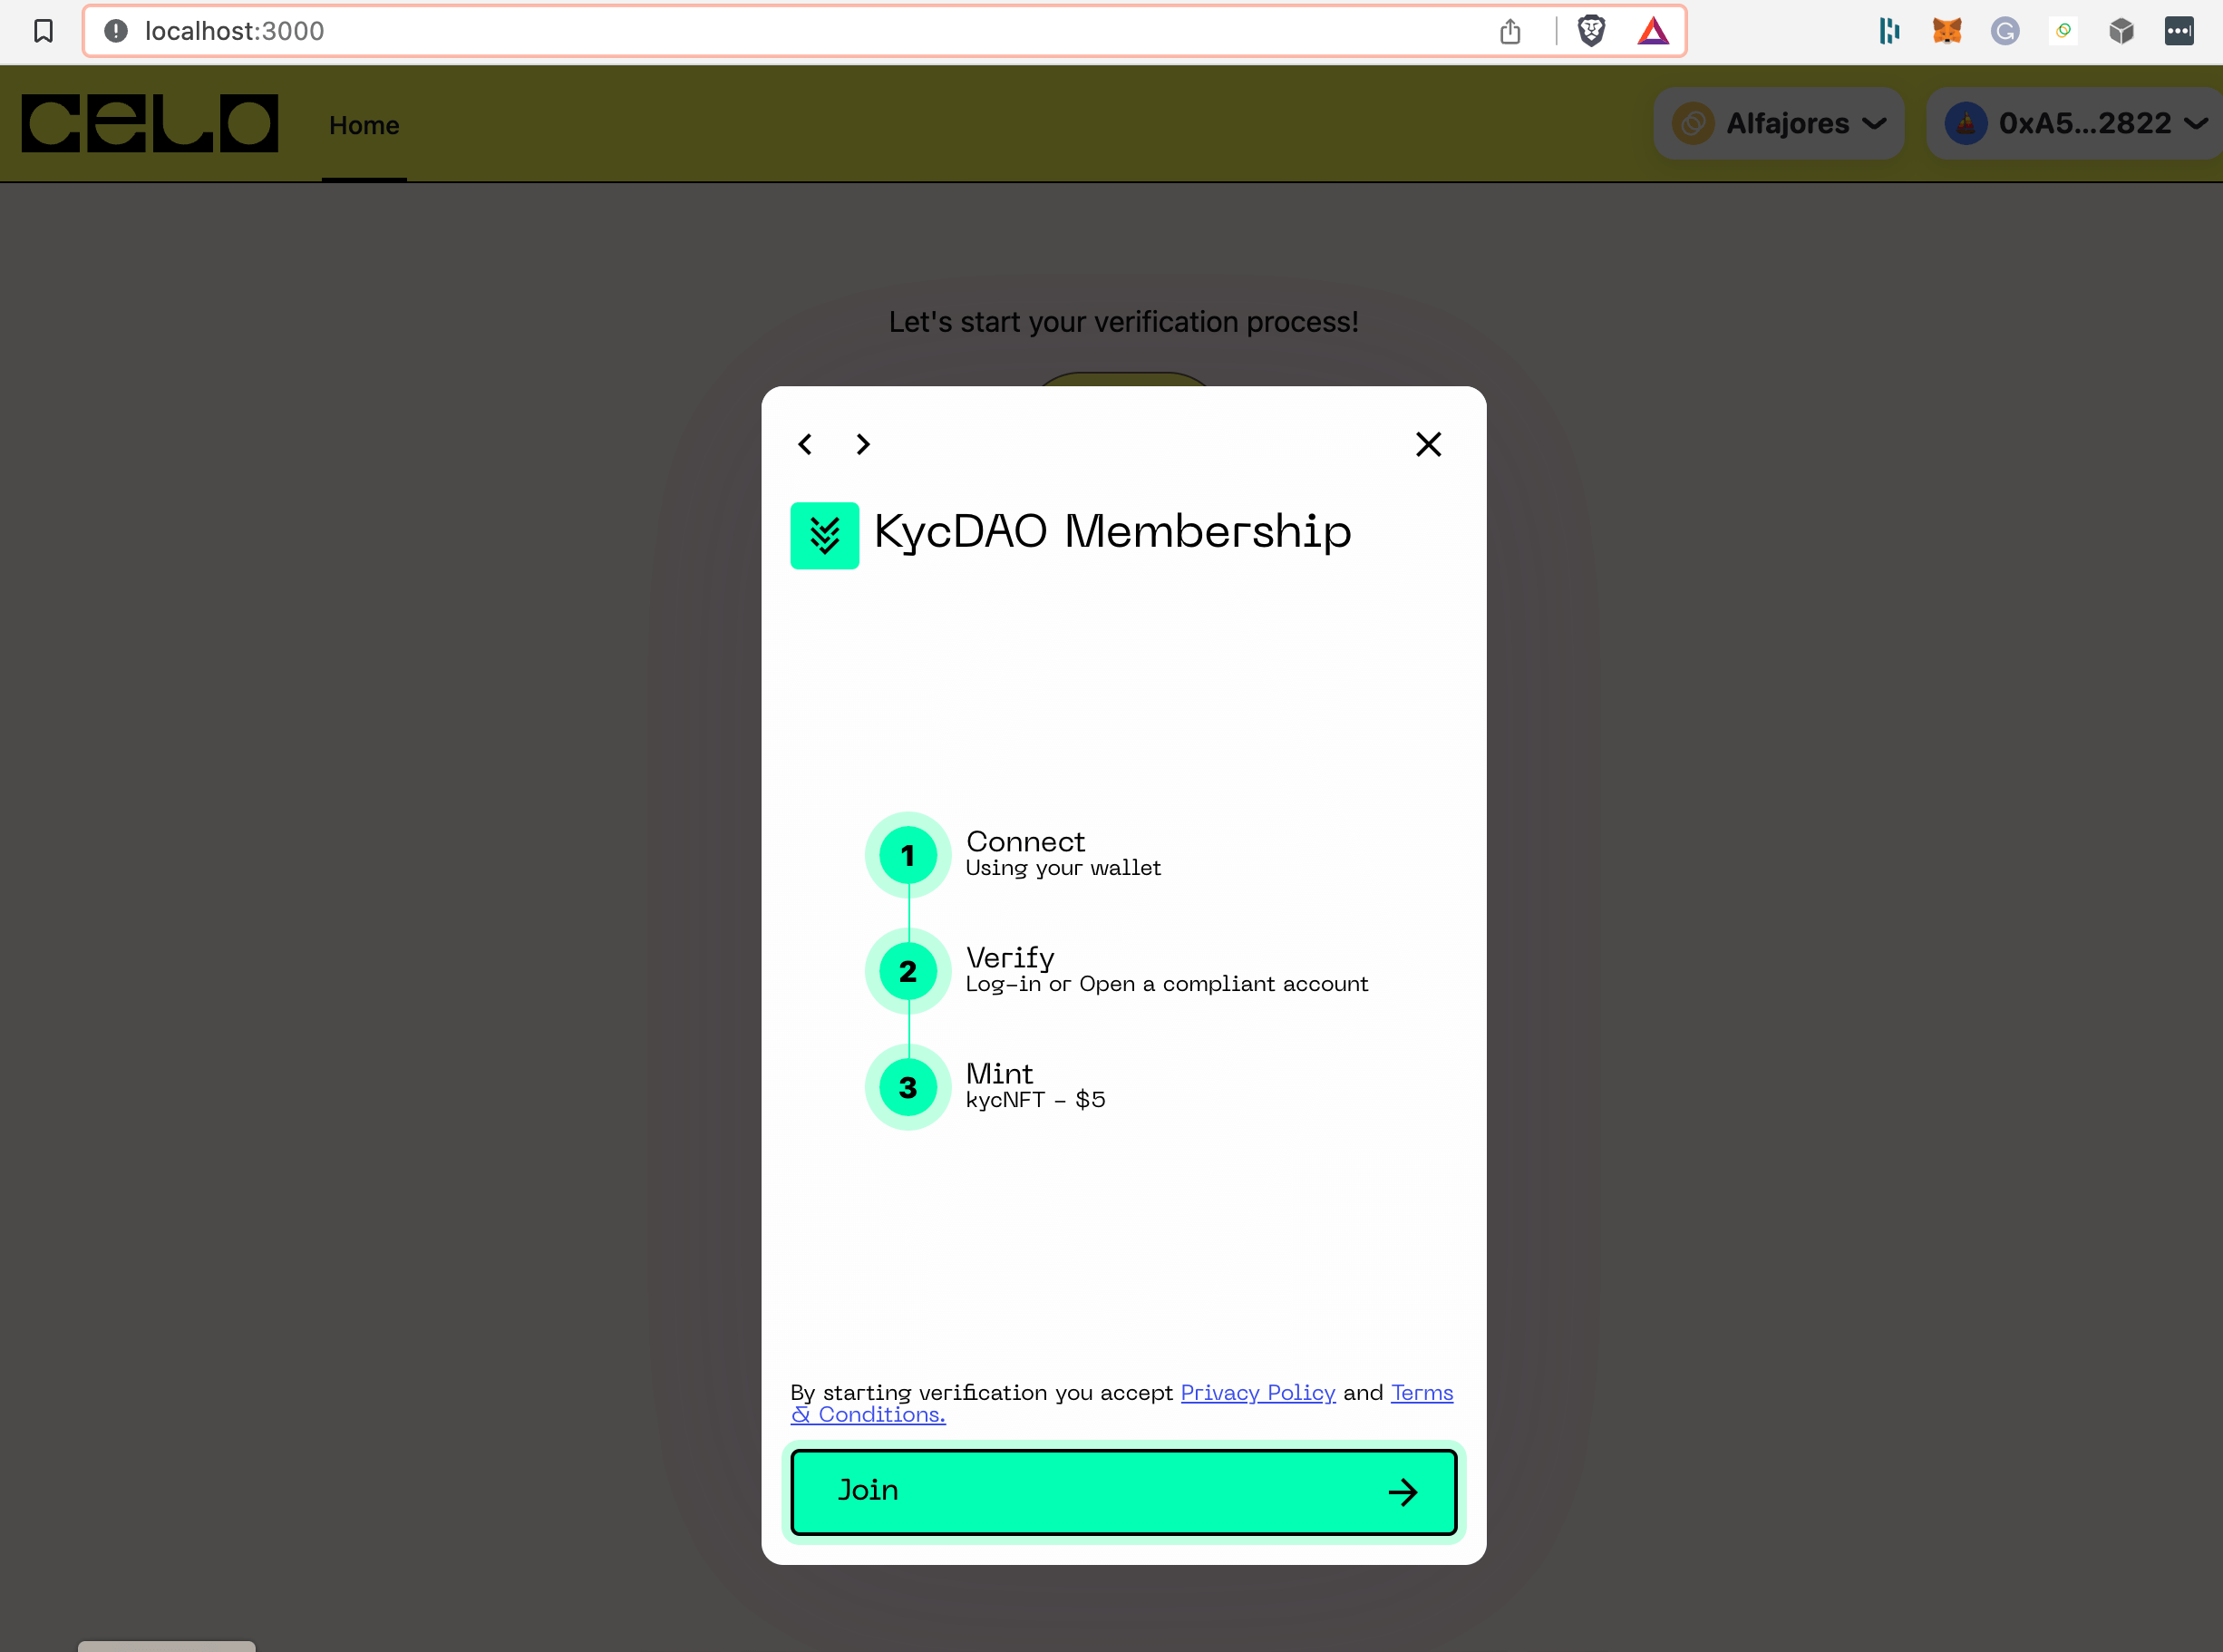 localhost:3000
CELO
Home
Alfajores
0xA5...2822
Let's start your verification process!
KycDAO Membership
1
Connect
Using your wallet
2
Verify
Log-in or Open a compliant account
3
Mint
kycNFT - $5
By starting verification you accept Privacy Policy and Terms
& Conditions.
Join